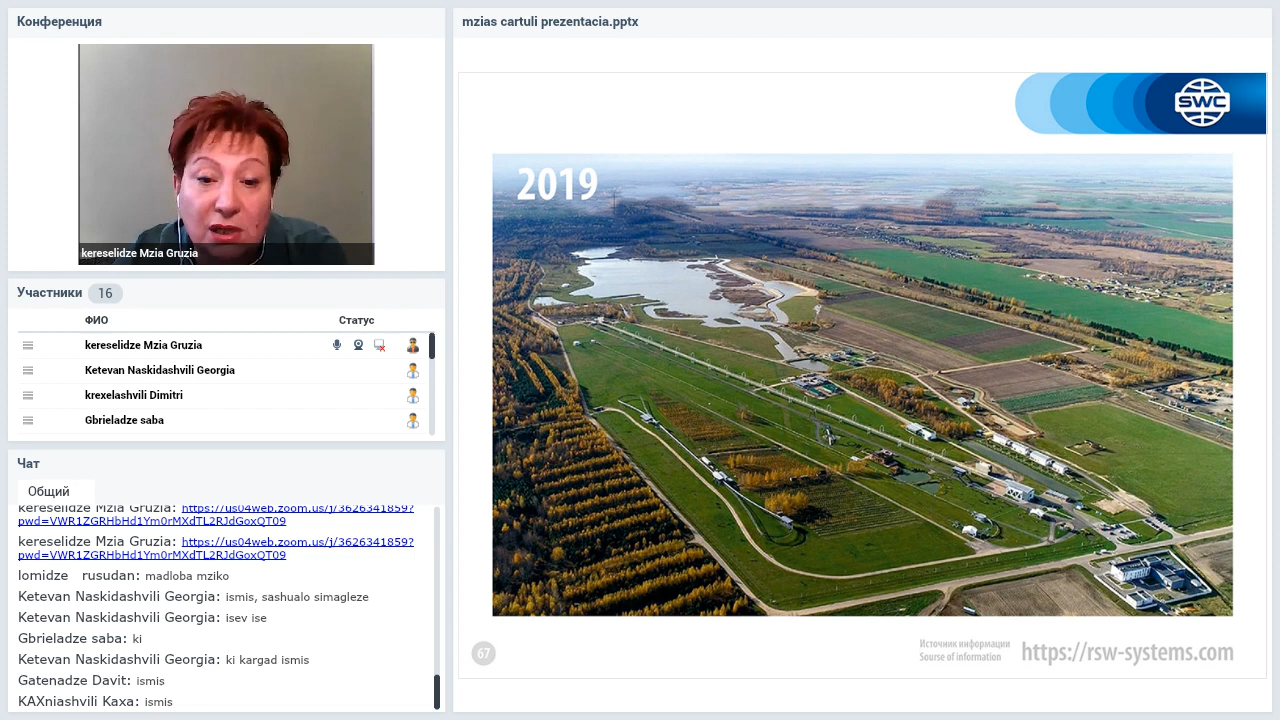 Конференция
kereselidze Mzia Gruzia
Участники 16
ФИО Статус
kereselidze Mzia Gruzia
Ketevan Naskidashvili Georgia
krexelashvili Dimitri
Gbrieladze saba
Чат
Общий
kereselidze Mzia Gruzia: https://us04web.zoom.us/j/3626341859?
pwd=VWR1ZGRHbHd1Ym0rMXdTL2RJdGoxQT09
kereselidze Mzia Gruzia: https://us04web.zoom.us/j/3626341859?
pwd=VWR1ZGRHbHd1Ym0rMXdTL2RJdGoxQT09
lomidze rusudan: madloba mziko
Ketevan Naskidashvili Georgia: ismis, sashualo simagleze
Ketevan Naskidashvili Georgia: isev ise
Gbrieladze saba: ki
Ketevan Naskidashvili Georgia: ki kargad ismis
Gatenadze Davit: ismis
KAXniashvili Kaxa: ismis
mzias cartuli prezentacia.pptx
SWC
2019
67
Источник информации
Sourse of information
https://rsw-systems.com